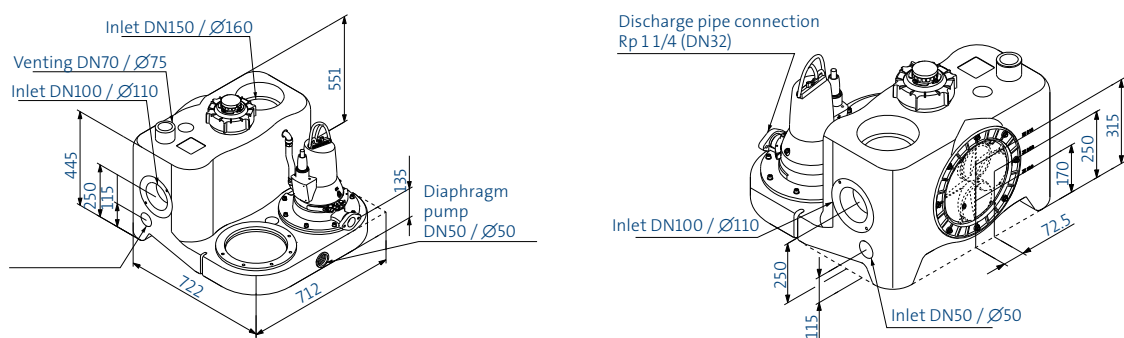 Inlet DN150 / Ø160
Venting DN70 / Ø75
Inlet DN100 / Ø110
551
445
250
115
135
Diaphragm
pump
DN50 / Ø50
722
712
Discharge pipe connection
Rp 1 1/4 (DN32)
315
250
170
72.5
Inlet DN100 / Ø110
250
115
Inlet DN50 / Ø50